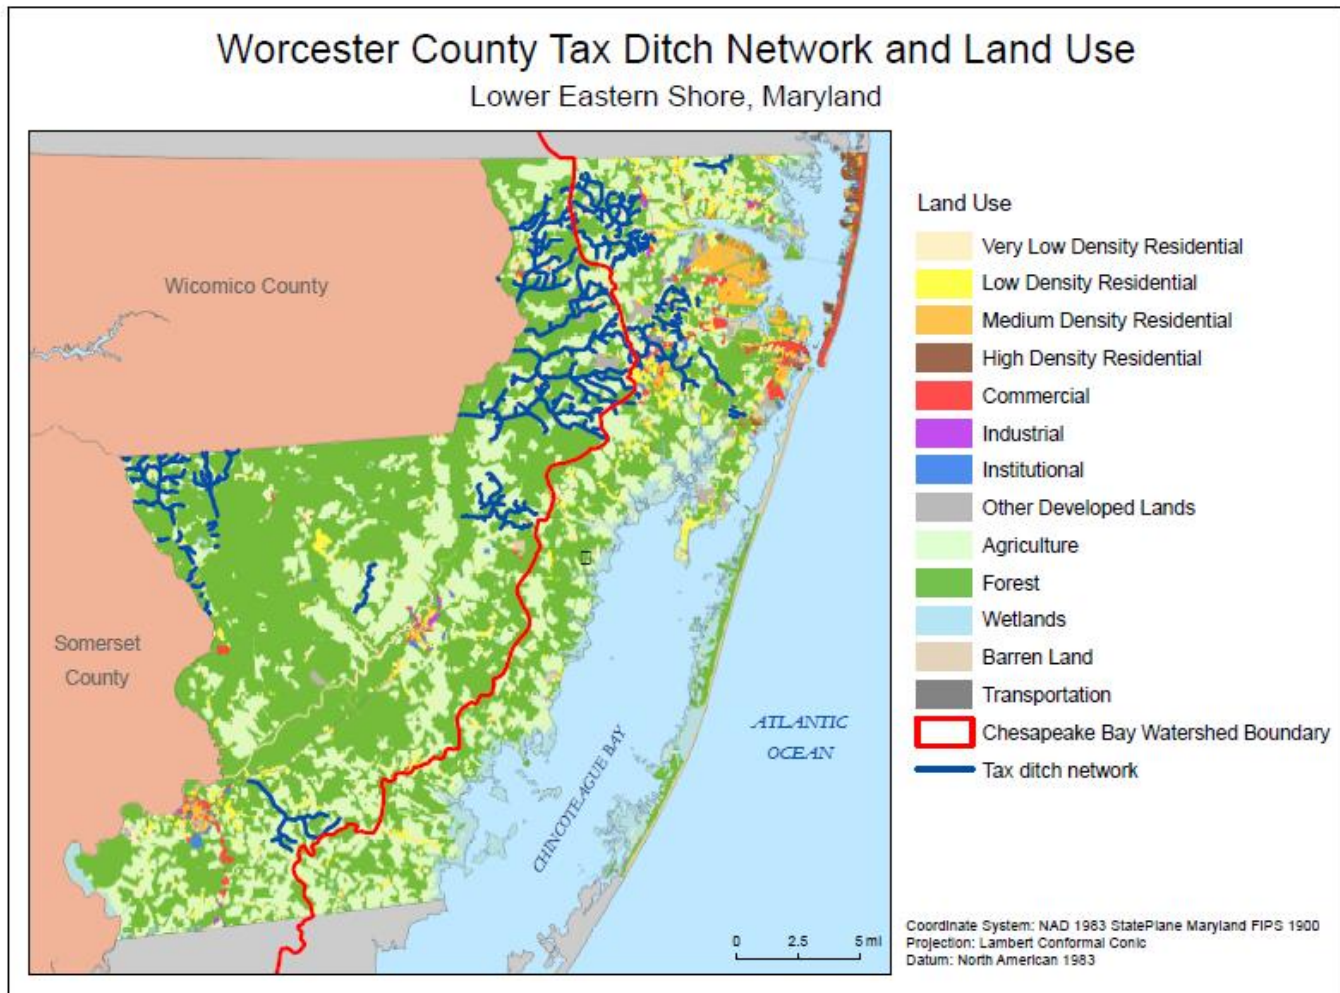 Worcester County Tax Ditch Network and Land Use
Lower Eastern Shore, Maryland
Wicomico County
Somerset
County
CHINCOTEAGUE BAY
ATLANTIC
OCEAN
0 2.5 5 mi
Land Use
Very Low Density Residential
Low Density Residential
Medium Density Residential
High Density Residential
Commercial
Industrial
Institutional
Other Developed Lands
Agriculture
Forest
Wetlands
Barren Land
Transportation
Chesapeake Bay Watershed Boundary
Tax ditch network
Coordinate System: NAD 1983 StatePlane Maryland FIPS 1900
Projection: Lambert Conformal Conic
Datum: North American 1983